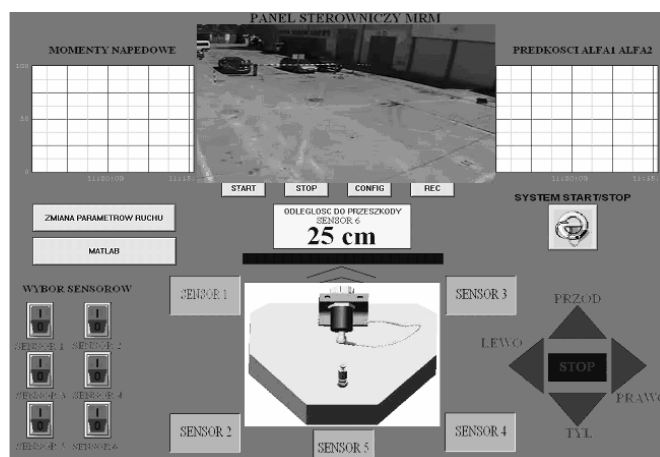 PANEL STEROWNICZY MRM
MOMENTY NAPEDOWE
PREDKOSCI ALFA1 ALFA2
100
50
0
START
STOP
CONFIG
REC
SYSTEM START/STOP
ZMIANA PARAMETROW RUCHU
MATLAB
ODLEGLOSC DO PRZESZKODY
SENSOR 6
25 cm
WYBOR SENSOROW
SENSOR 1
SENSOR 2
SENSOR 3
SENSOR 4
SENSOR 5
SENSOR 6
SENSOR 1
SENSOR 3
SENSOR 2
SENSOR 4
SENSOR 5
PRZOD
LEWO
STOP
PRAWO
TYL